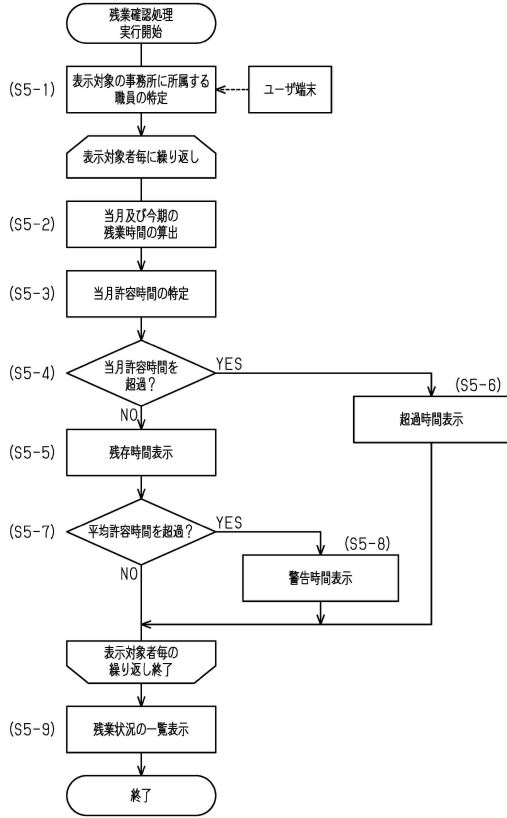 残業確認処理
実行開始
(S5-1)
表示対象の事務所に所属する
職員の特定
ユーザ端末
表示対象者毎に繰り返し
(S5-2)
当月及び今期の
残業時間の算出
(S5-3)
当月許容時間の特定
(S5-4)
当月許容時間を
超過？
YES
NO
(S5-6)
超過時間表示
(S5-5)
残存時間表示
(S5-7)
平均許容時間を超過？
YES
NO
(S5-8)
警告時間表示
表示対象者毎の
繰り返し終了
(S5-9)
残業状況の一覧表示
終了